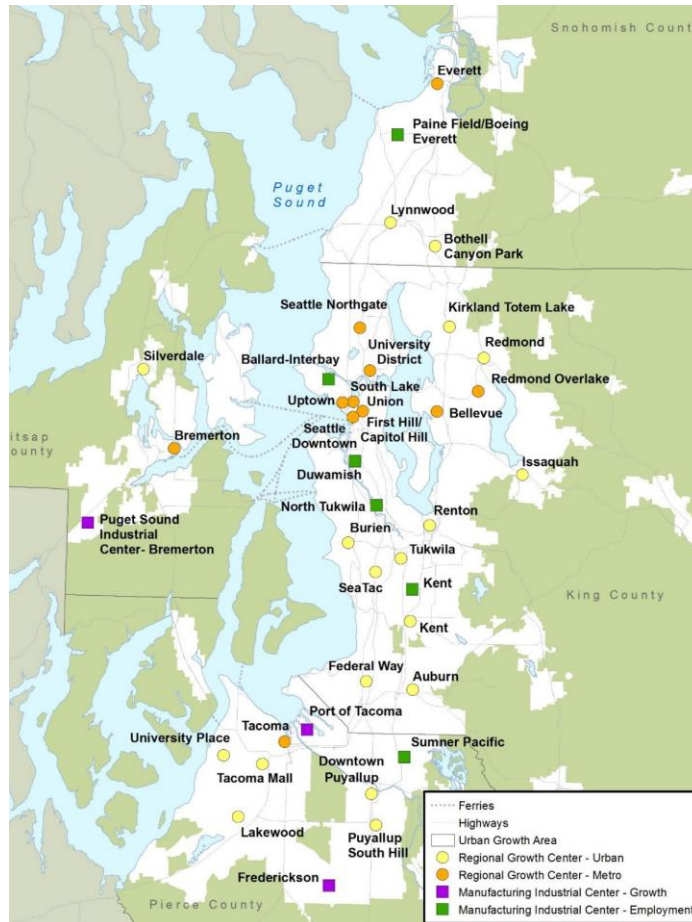 Snohomish Count
Everett
Paine Field/Boeing
Everett
Puget
Sound
Lynnwood
Bothell
Canyon Park
Seattle Northgate
Kirkland Totem Lake
University
District
Redmond
Ballard-Interbay
Silverdale
South Lake
Union
Redmond Overlake
Uptown
Bellevue
Seattle
Downtown
First Hill/
Capitol Hill
Bremerton
itsap
ounty
Duwamish
Issaquah
North Tukwila
Renton
Puget Sound
Industrial
Center- Bremerton
Burien
Tukwila
SeaTac
Kent
King County
Kent
Federal Way
Auburn
Port of Tacoma
Tacoma
University Place
Sumner Pacific
Tacoma Mall
Downtown
Puyallup
Lakewood
Puyallup
South Hill
Frederickson
Pierce County
Ferries
Highways
Urban Growth Area
Regional Growth Center - Urban
Regional Growth Center - Metro
Manufacturing Industrial Center - Growth
Manufacturing Industrial Center - Employment